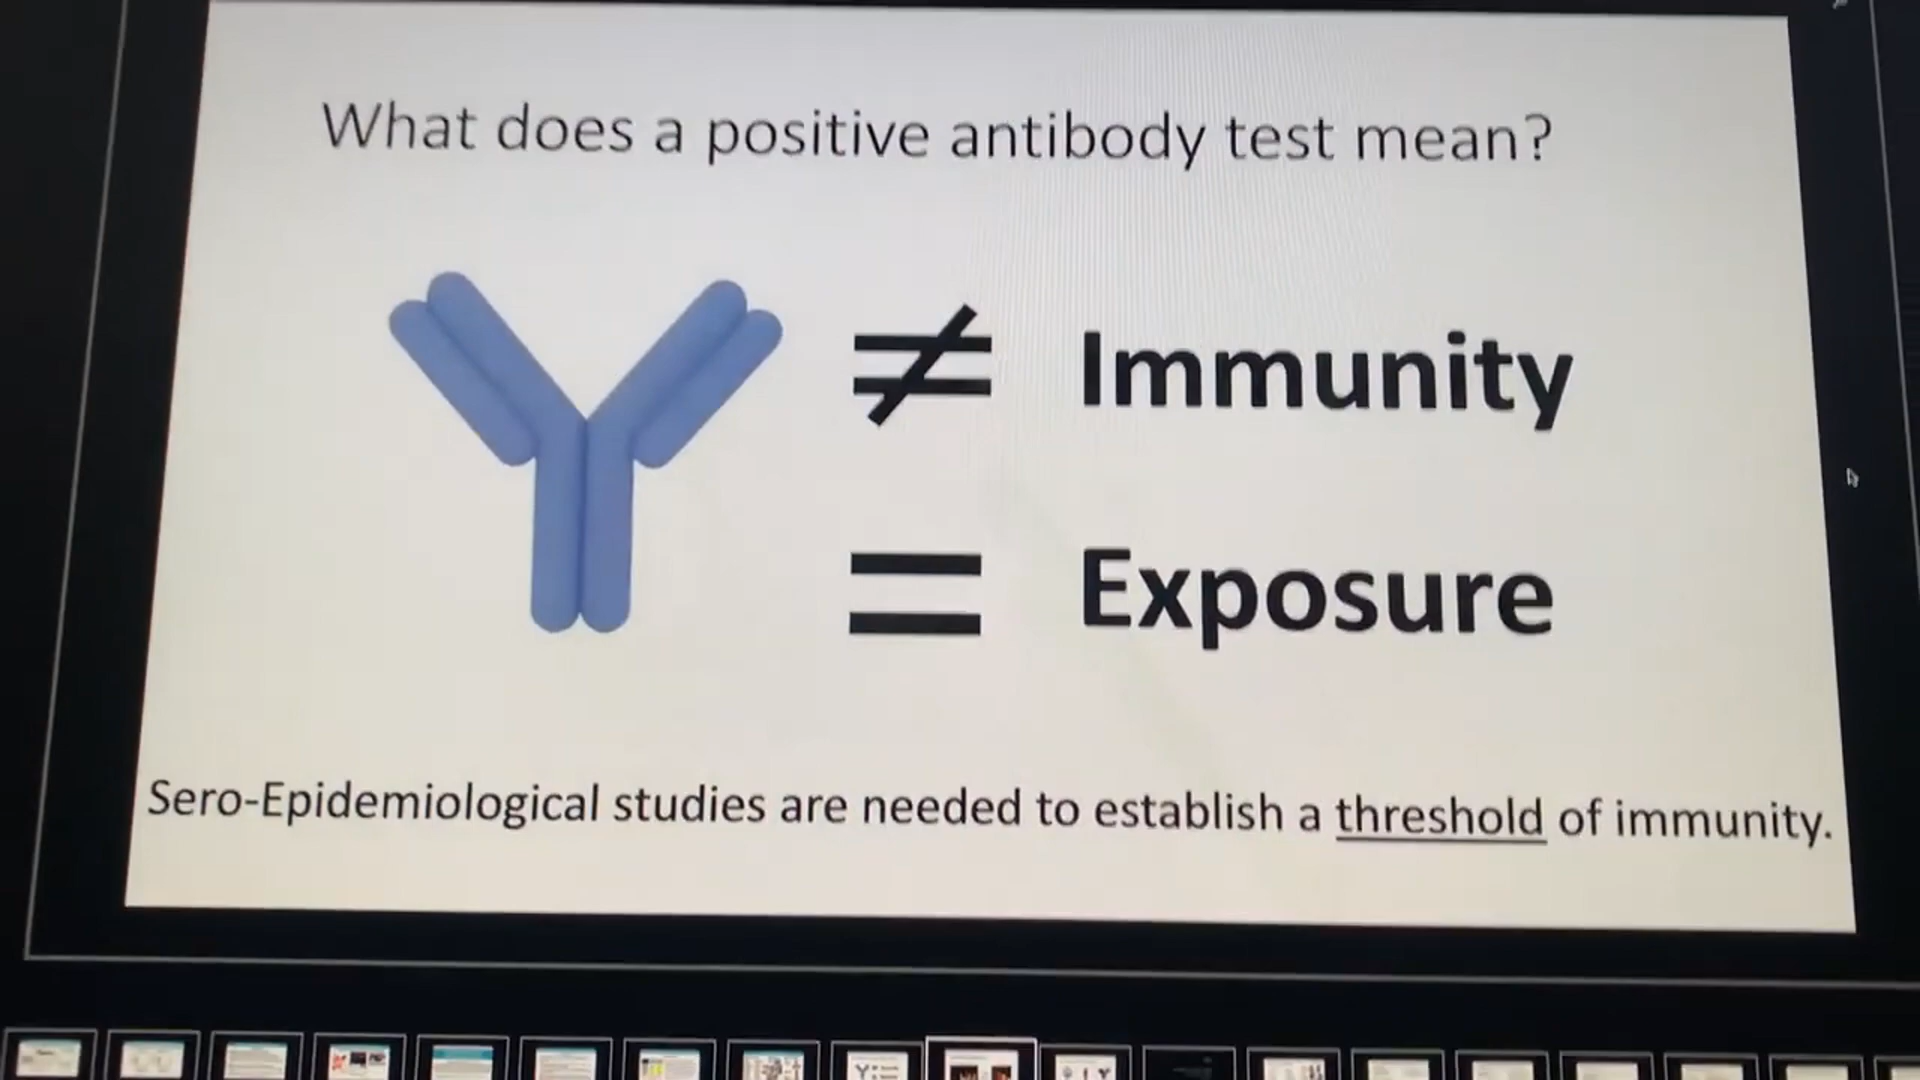 What does a positive antibody test mean?
≠ Immunity
= Exposure
Sero-Epidemiological studies are needed to establish a threshold of immunity.